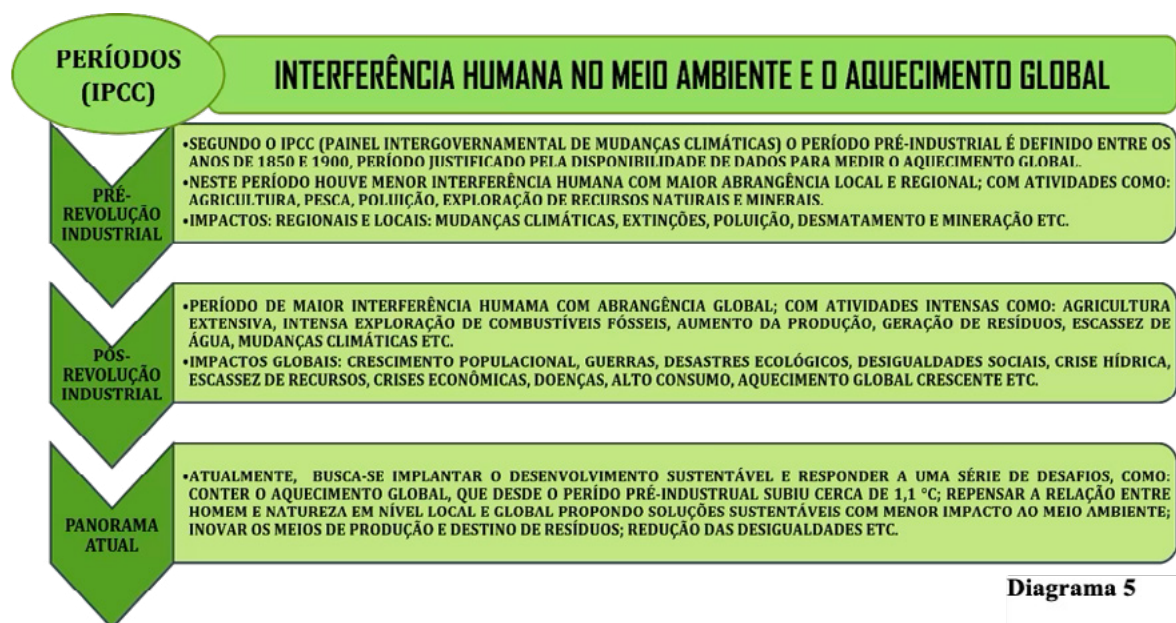 PERÍODOS
(IPCC)
INTERFERÊNCIA HUMANA NO MEIO AMBIENTE E O AQUECIMENTO GLOBAL
PRÉ-
REVOLUÇÃO
INDUSTRIAL
•SEGUNDO O IPCC (PAINEL INTERGOVERNAMENTAL DE MUDANÇAS CLIMÁTICAS) O PERÍODO PRÉ-INDUSTRIAL É DEFINIDO ENTRE OS
ANOS DE 1850 E 1900, PERÍODO JUSTIFICADO PELA DISPONIBILIDADE DE DADOS PARA MEDIR O AQUECIMENTO GLOBAL.
•NESTE PERÍODO HOUVE MENOR INTERFERÊNCIA HUMANA COM MAIOR ABRANGÊNCIA LOCAL E REGIONAL; COM ATIVIDADES COMO:
AGRICULTURA, PESCA, POLUIÇÃO, EXPLORAÇÃO DE RECURSOS NATURAIS E MINERAIS.
•IMPACTOS: REGIONAIS E LOCAIS: MUDANÇAS CLIMÁTICAS, EXTINÇÕES, POLUIÇÃO, DESMATAMENTO E MINERAÇÃO ETC.
PÓS-
REVOLUÇÃO
INDUSTRIAL
•PERÍODO DE MAIOR INTERFERÊNCIA HUMAMA COM ABRANGÊNCIA GLOBAL; COM ATIVIDADES INTENSAS COMO: AGRICULTURA
EXTENSIVA, INTENSA EXPLORAÇÃO DE COMBUSTÍVEIS FÓSSEIS, AUMENTO DA PRODUÇÃO, GERAÇÃO DE RESÍDUOS, ESCASSEZ DE
ÁGUA, MUDANÇAS CLIMÁTICAS ETC.
•IMPACTOS GLOBAIS: CRESCIMENTO POPULACIONAL, GUERRAS, DESASTRES ECOLÓGICOS, DESIGUALDADES SOCIAIS, CRISE HÍDRICA,
ESCASSEZ DE RECURSOS, CRISES ECONÔMICAS, DOENÇAS, ALTO CONSUMO, AQUECIMENTO GLOBAL CRESCENTE ETC.
PANORAMA
ATUAL
•ATUALMENTE, BUSCA-SE IMPLANTAR O DESENVOLVIMENTO SUSTENTÁVEL E RESPONDER A UMA SÉRIE DE DESAFIOS, COMO:
CONTER O AQUECIMENTO GLOBAL, QUE DESDE O PERÍDO PRÉ-INDUSTRUAL SUBIU CERCA DE 1,1 °C; REPENSAR A RELAÇÃO ENTRE
HOMEM E NATUREZA EM NÍVEL LOCAL E GLOBAL PROPONDO SOLUÇÕES SUSTENTÁVEIS COM MENOR IMPACTO AO MEIO AMBIENTE;
INOVAR OS MEIOS DE PRODUÇÃO E DESTINO DE RESÍDUOS; REDUÇÃO DAS DESIGUALDADES ETC.
Diagrama 5